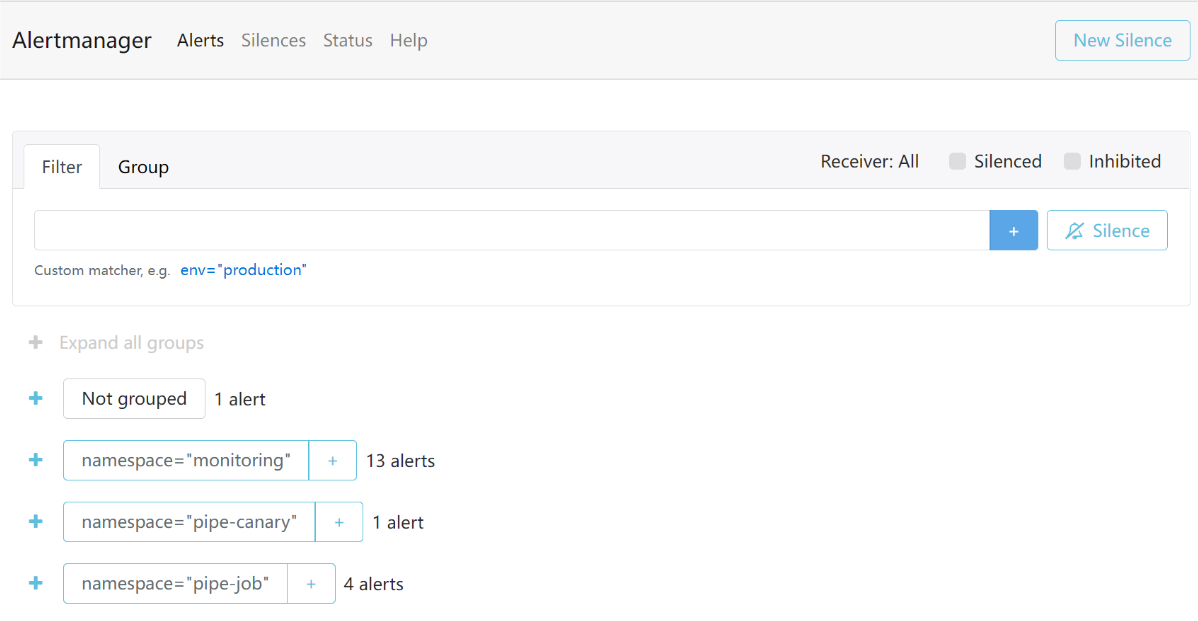 Alertmanager Alerts Silences Status Help New Silence
Filter Group Receiver: All Silenced Inhibited
+ Silence
Custom matcher, e.g. env="production"
+ Expand all groups
+ Not grouped 1 alert
+ namespace="monitoring" + 13 alerts
+ namespace="pipe-canary" + 1 alert
+ namespace="pipe-job" + 4 alerts